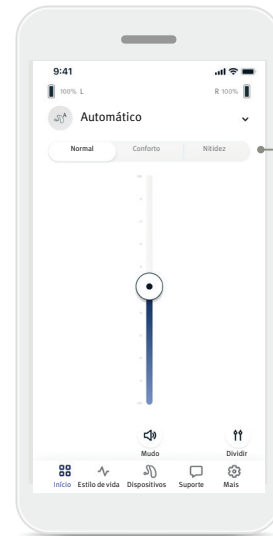 9:41
100% L R 100%
Automático
Normal Conforto Nitidez
Mudo Dividir
Início Estilo de vida Dispositivos Suporte Mais